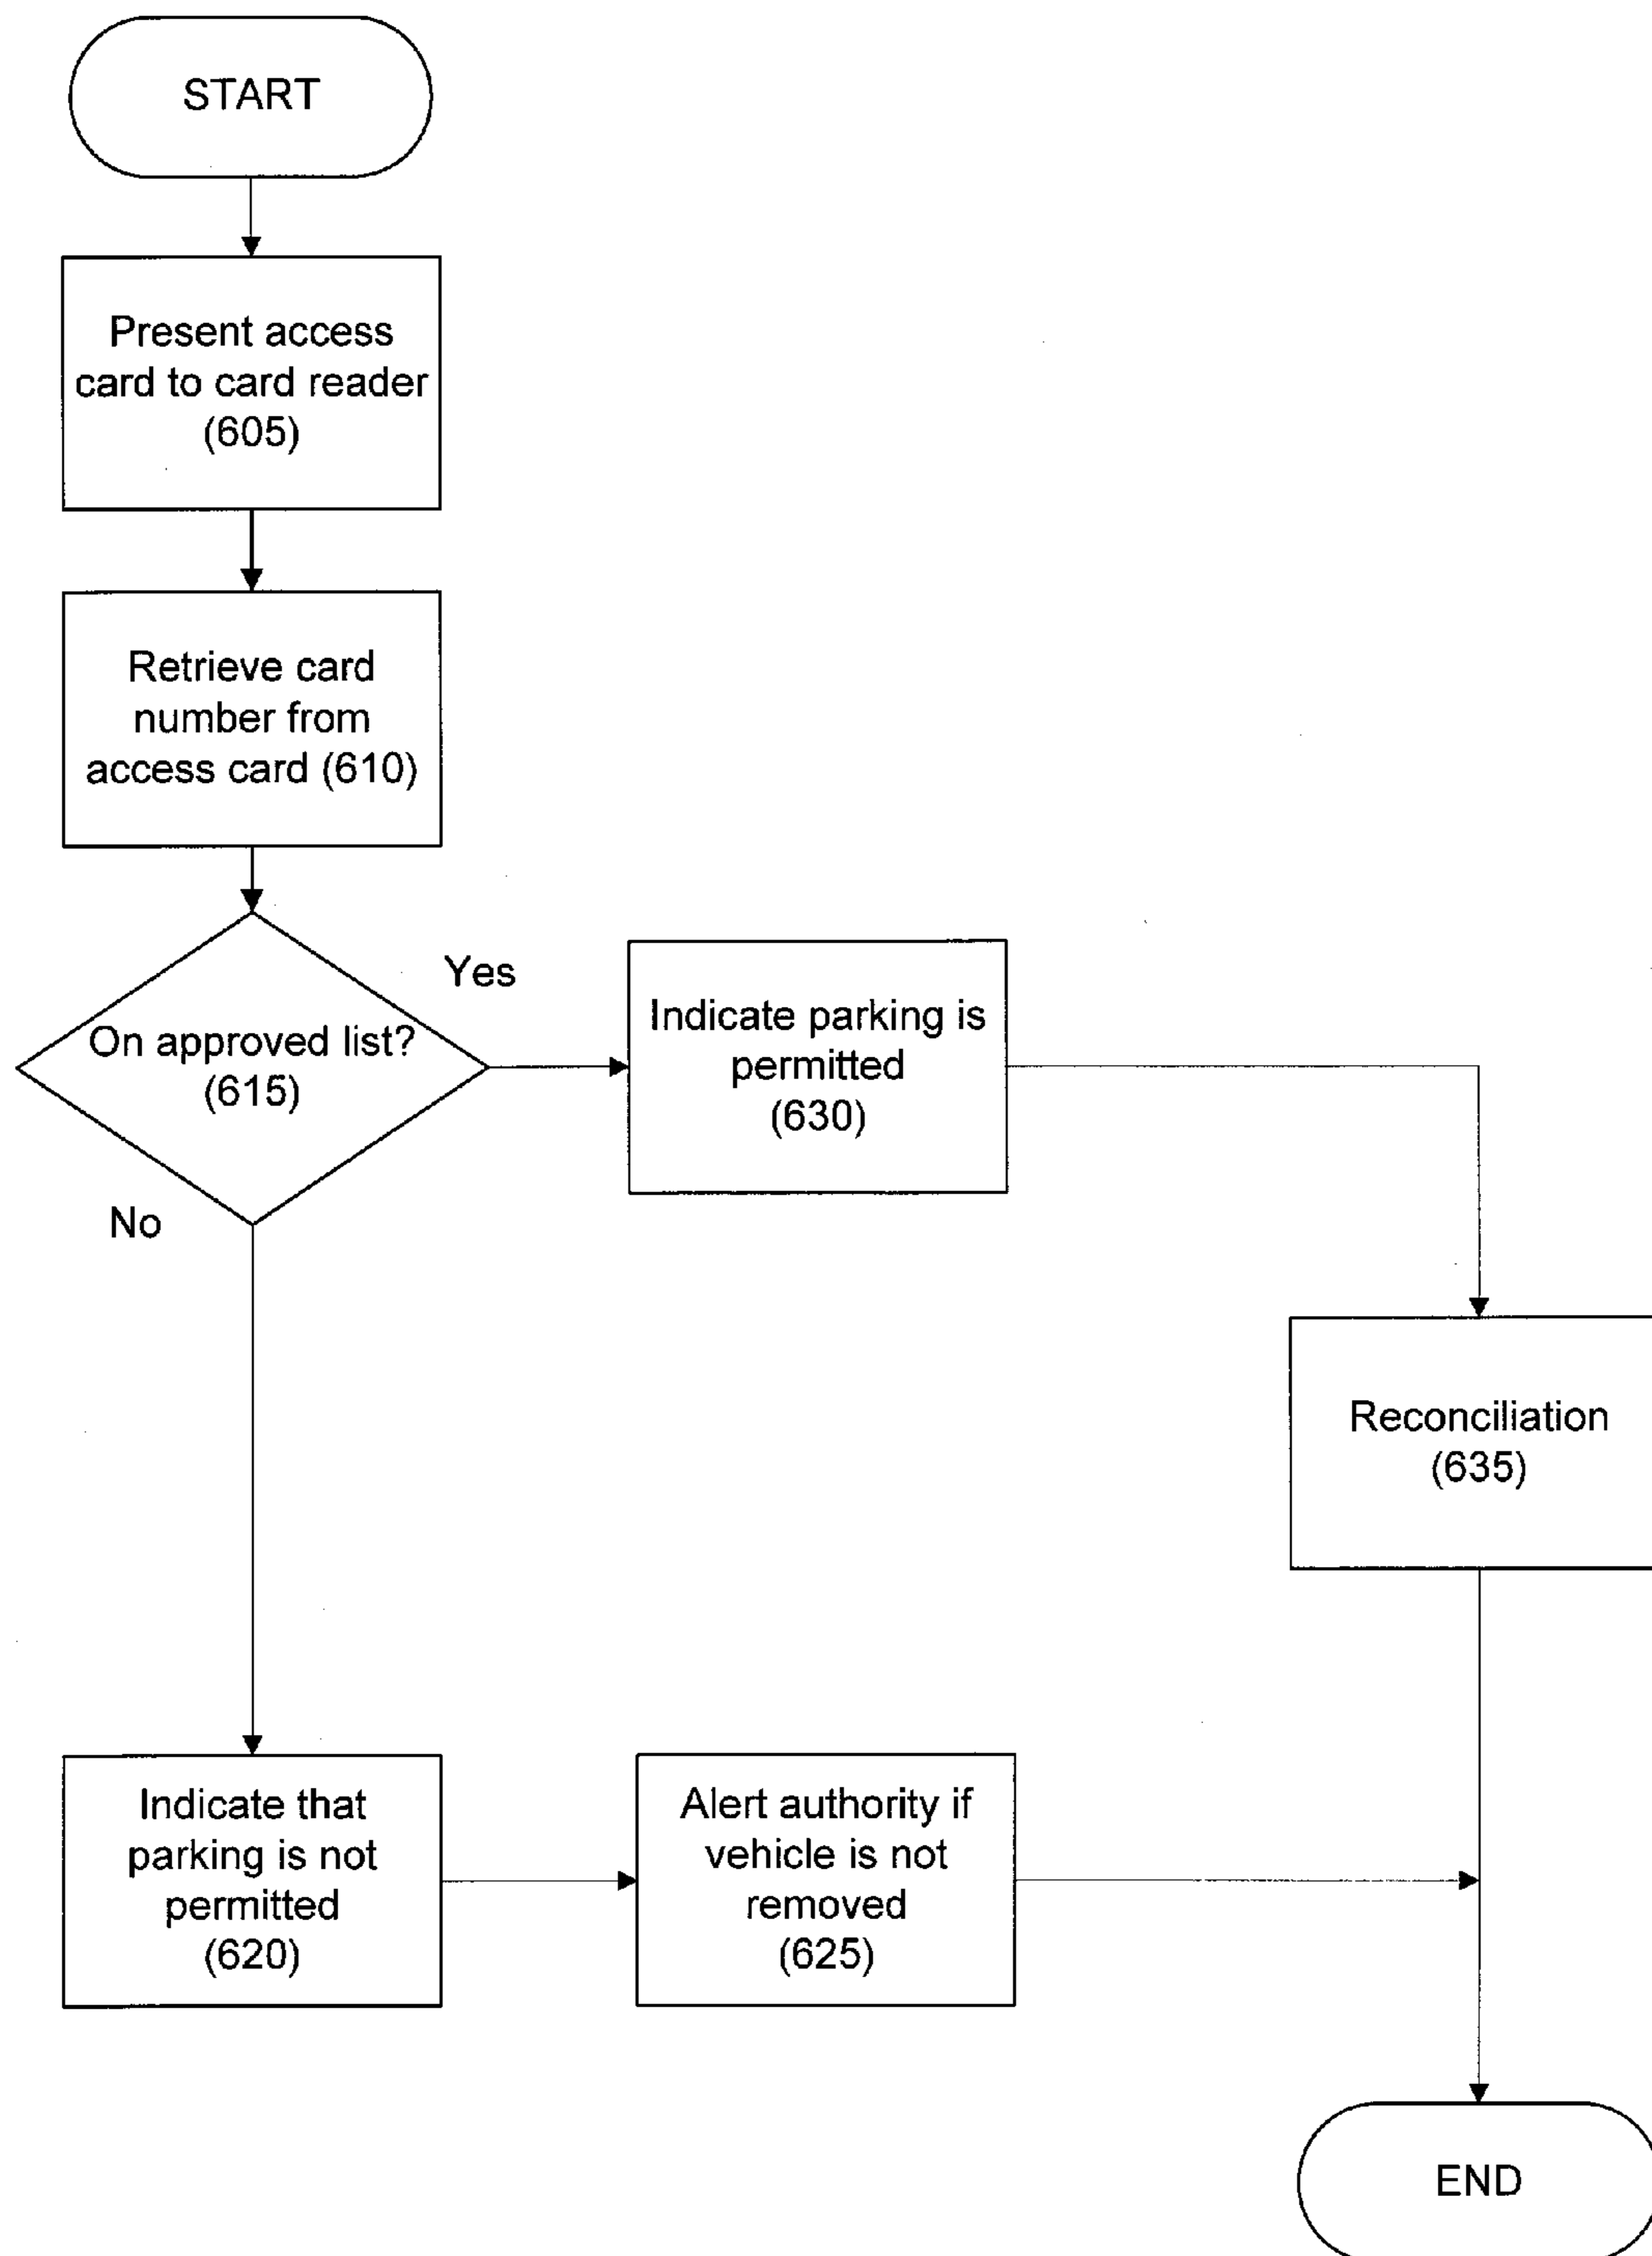 START
Present access
card to card reader
(605)
Retrieve card
number from
access card (610)
On approved list?
(615)
Yes
No
Indicate parking is
permitted
(630)
Reconciliation
(635)
Indicate that
parking is not
permitted
(620)
Alert authority if
vehicle is not
removed
(625)
END